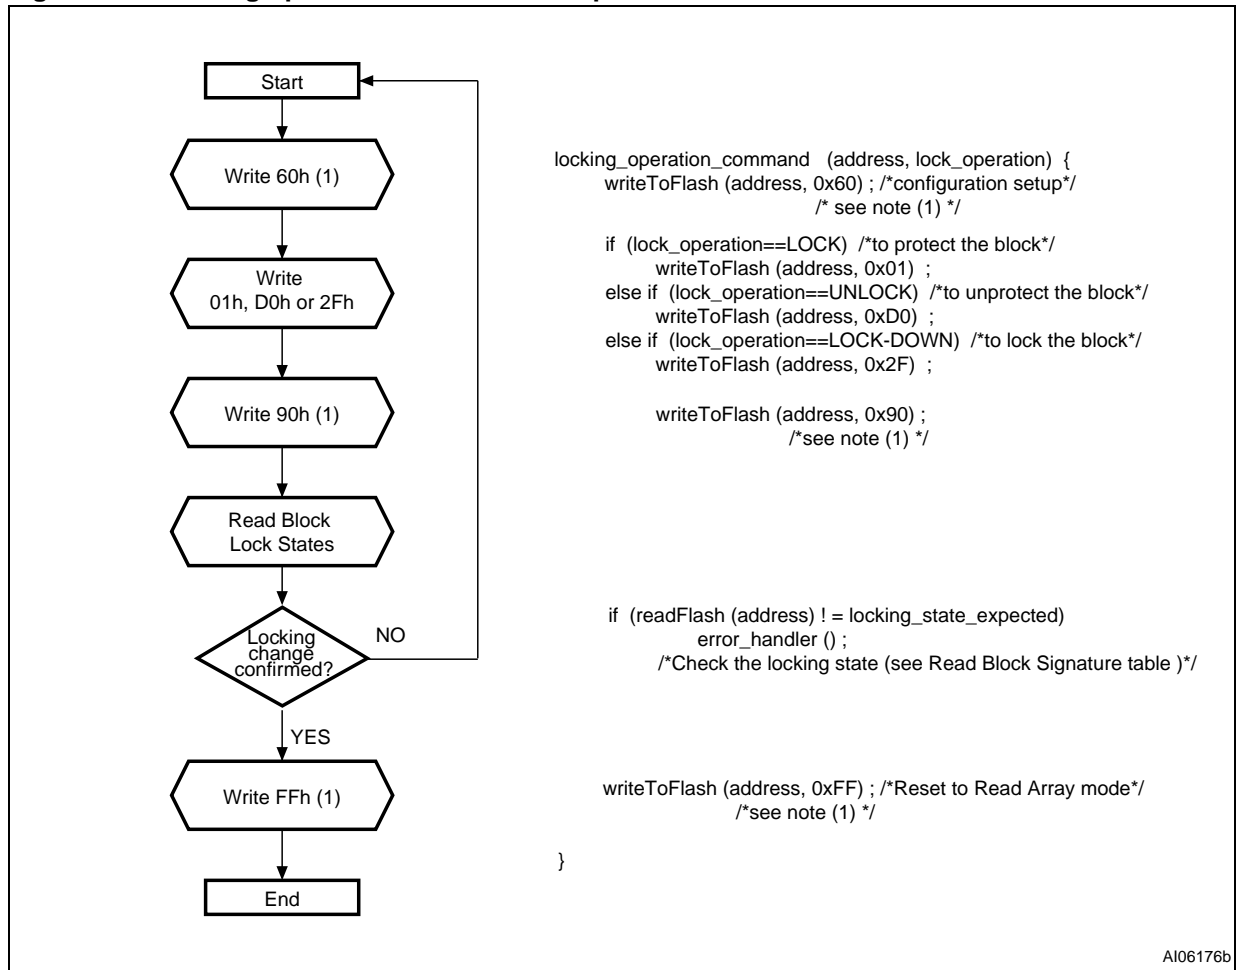 Start
Write 60h (1)
Write
01h, D0h or 2Fh
Write 90h (1)
Read Block
Lock States
Locking
change
confirmed?
NO
YES
Write FFh (1)
End
locking_operation_command (address, lock_operation) {
writeToFlash (address, 0x60) ; /*configuration setup*/
/* see note (1) */
if (lock_operation==LOCK) /*to protect the block*/
writeToFlash (address, 0x01) ;
else if (lock_operation==UNLOCK) /*to unprotect the block*/
writeToFlash (address, 0xD0) ;
else if (lock_operation==LOCK-DOWN) /*to lock the block*/
writeToFlash (address, 0x2F) ;
writeToFlash (address, 0x90) ;
/*see note (1) */
if (readFlash (address) ! = locking_state_expected)
error_handler () ;
/*Check the locking state (see Read Block Signature table )*/
writeToFlash (address, 0xFF) ; /*Reset to Read Array mode*/
/*see note (1) */
}
AI06176b